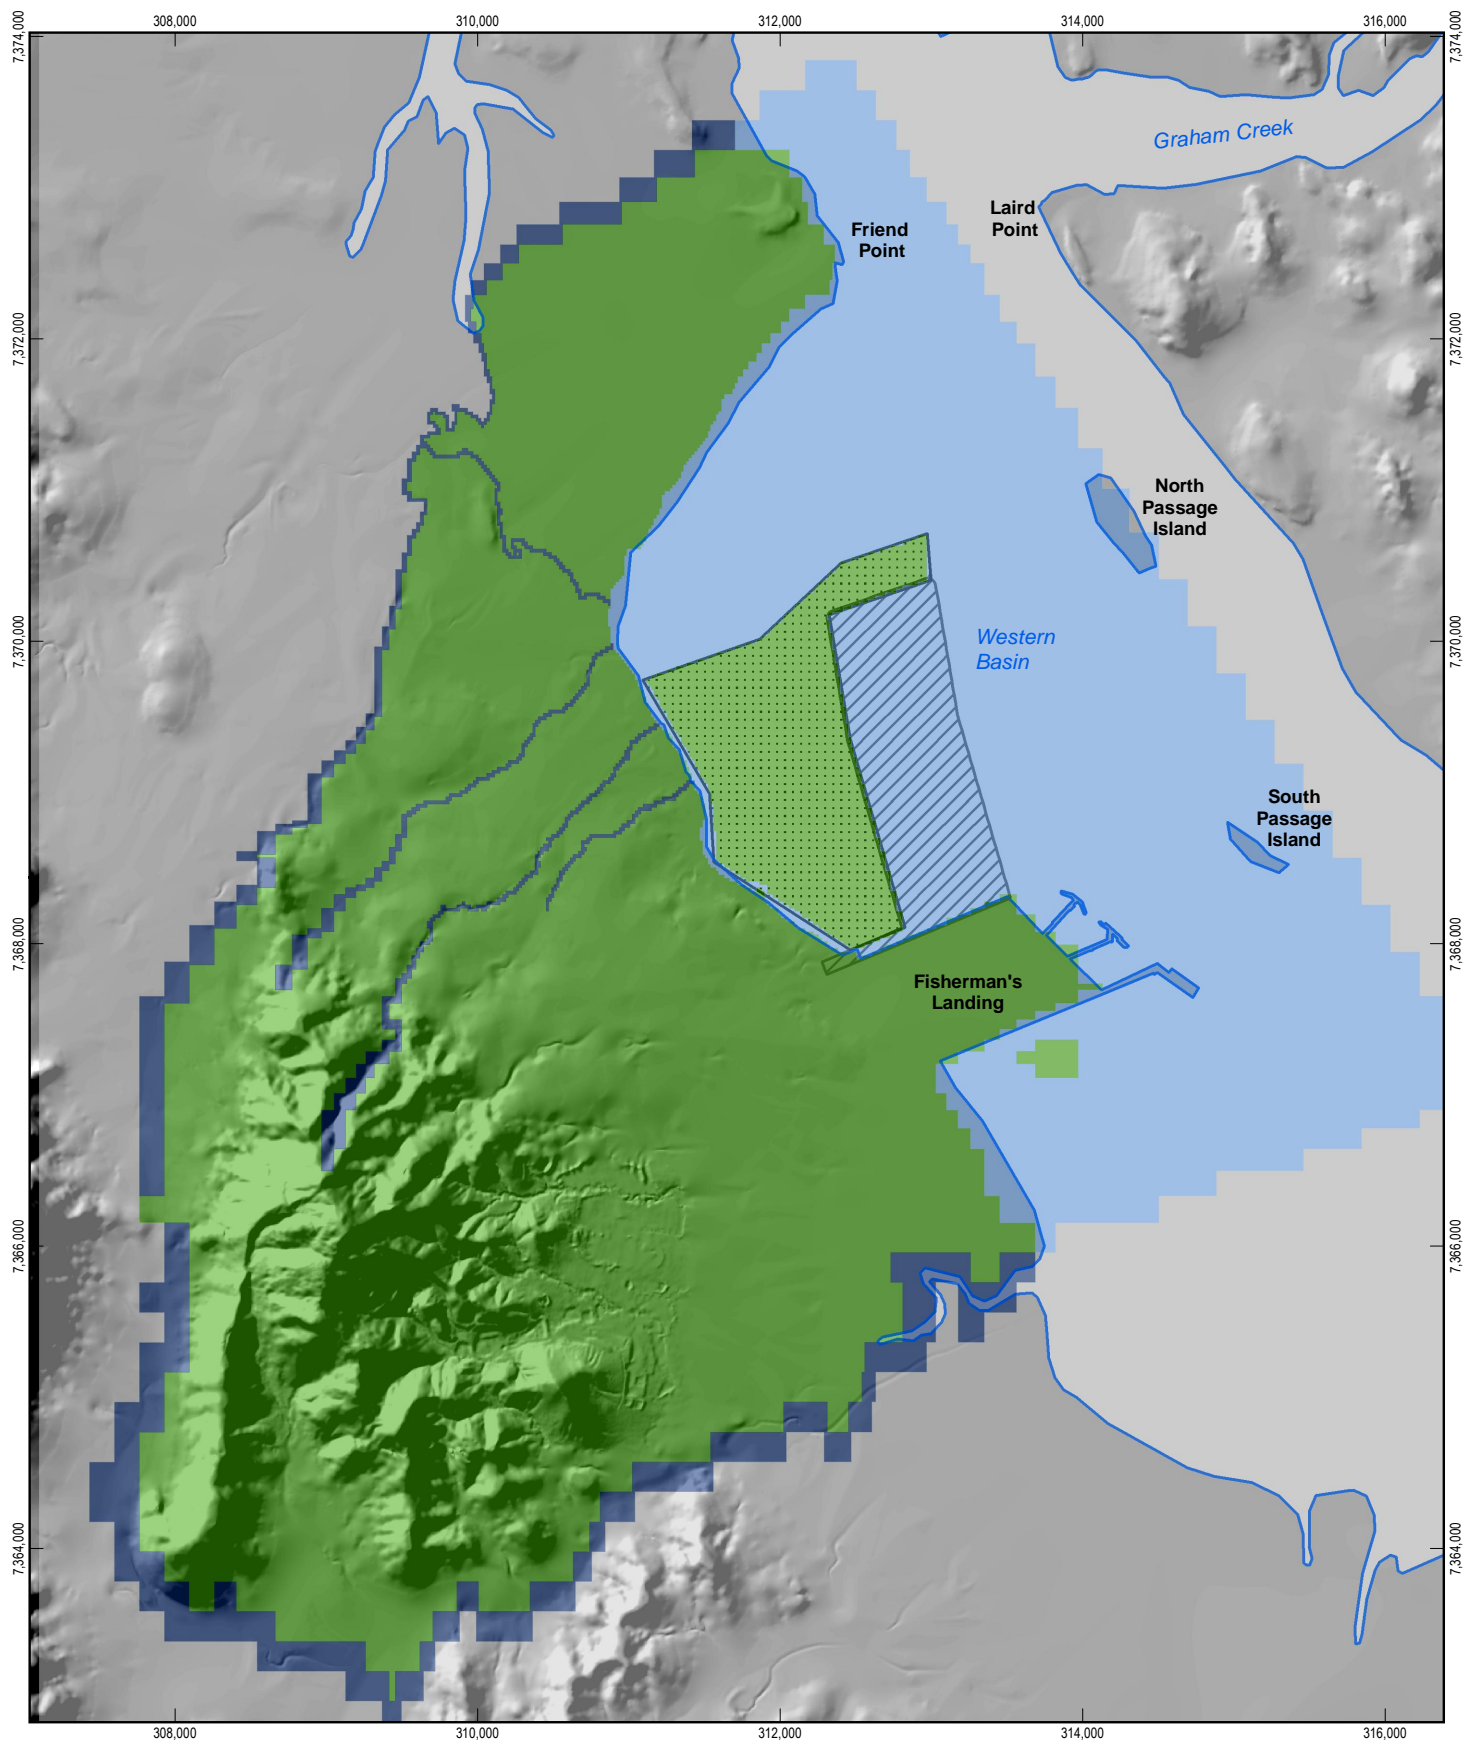 308,000
310,000
312,000
314,000
316,000
7,374,000
7,374,000
Graham Creek
Laird
Point
Friend
Point
7,372,000
7,372,000
North
Passage
Island
7,370,000
Western
Basin
7,370,000
South
Passage
Island
7,368,000
7,368,000
Fisherman's
Landing
7,366,000
7,366,000
7,364,000
7,364,000
308,000
310,000
312,000
314,000
316,000